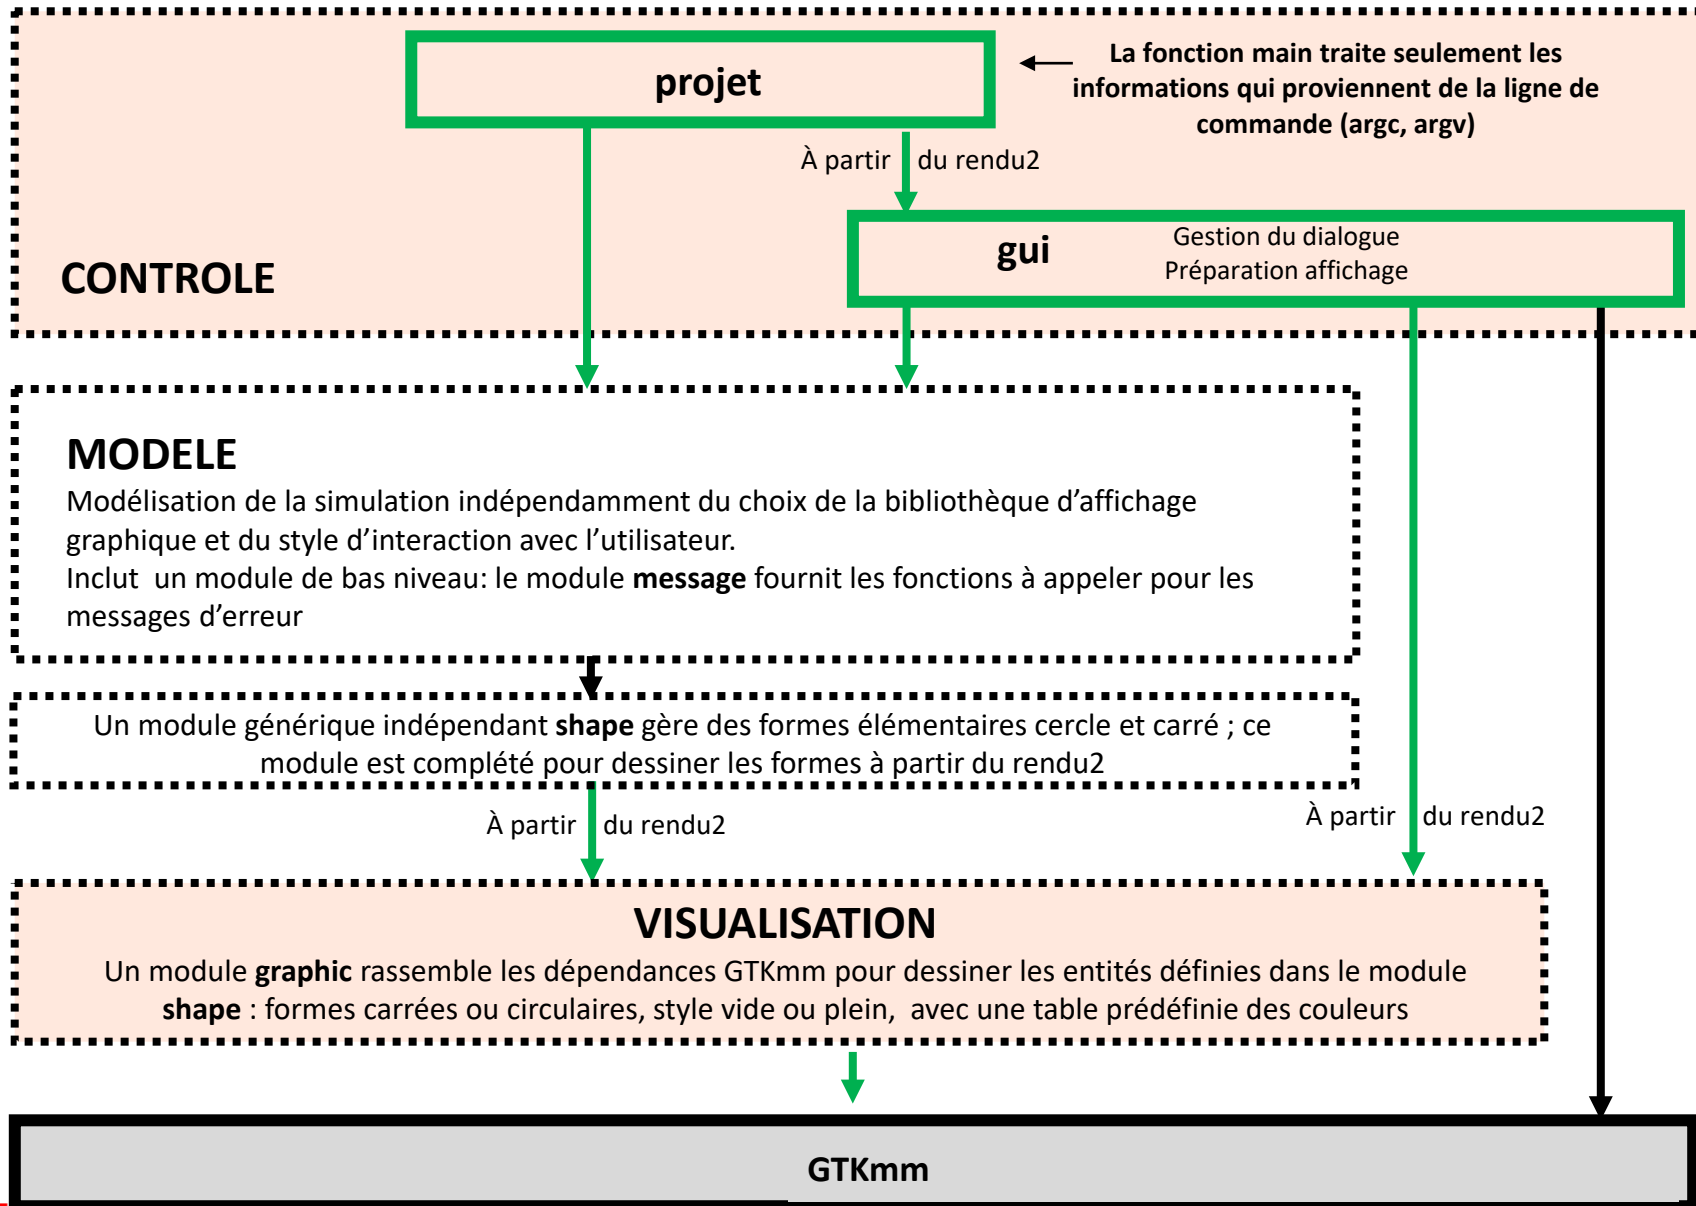 projet
La fonction main traite seulement les
informations qui proviennent de la ligne de
commande (argc, argv)
À partir du rendu2
gui
Gestion du dialogue
Préparation affichage
CONTROLE
MODELE
Modélisation de la simulation indépendamment du choix de la bibliothèque d’affichage
graphique et du style d’interaction avec l’utilisateur.
Inclut un module de bas niveau: le module message fournit les fonctions à appeler pour les
messages d’erreur
Un module générique indépendant shape gère des formes élémentaires cercle et carré ; ce
module est complété pour dessiner les formes à partir du rendu2
À partir du rendu2
À partir du rendu2
VISUALISATION
Un module graphic rassemble les dépendances GTKmm pour dessiner les entités définies dans le module
shape : formes carrées ou circulaires, style vide ou plein, avec une table prédéfinie des couleurs
GTKmm